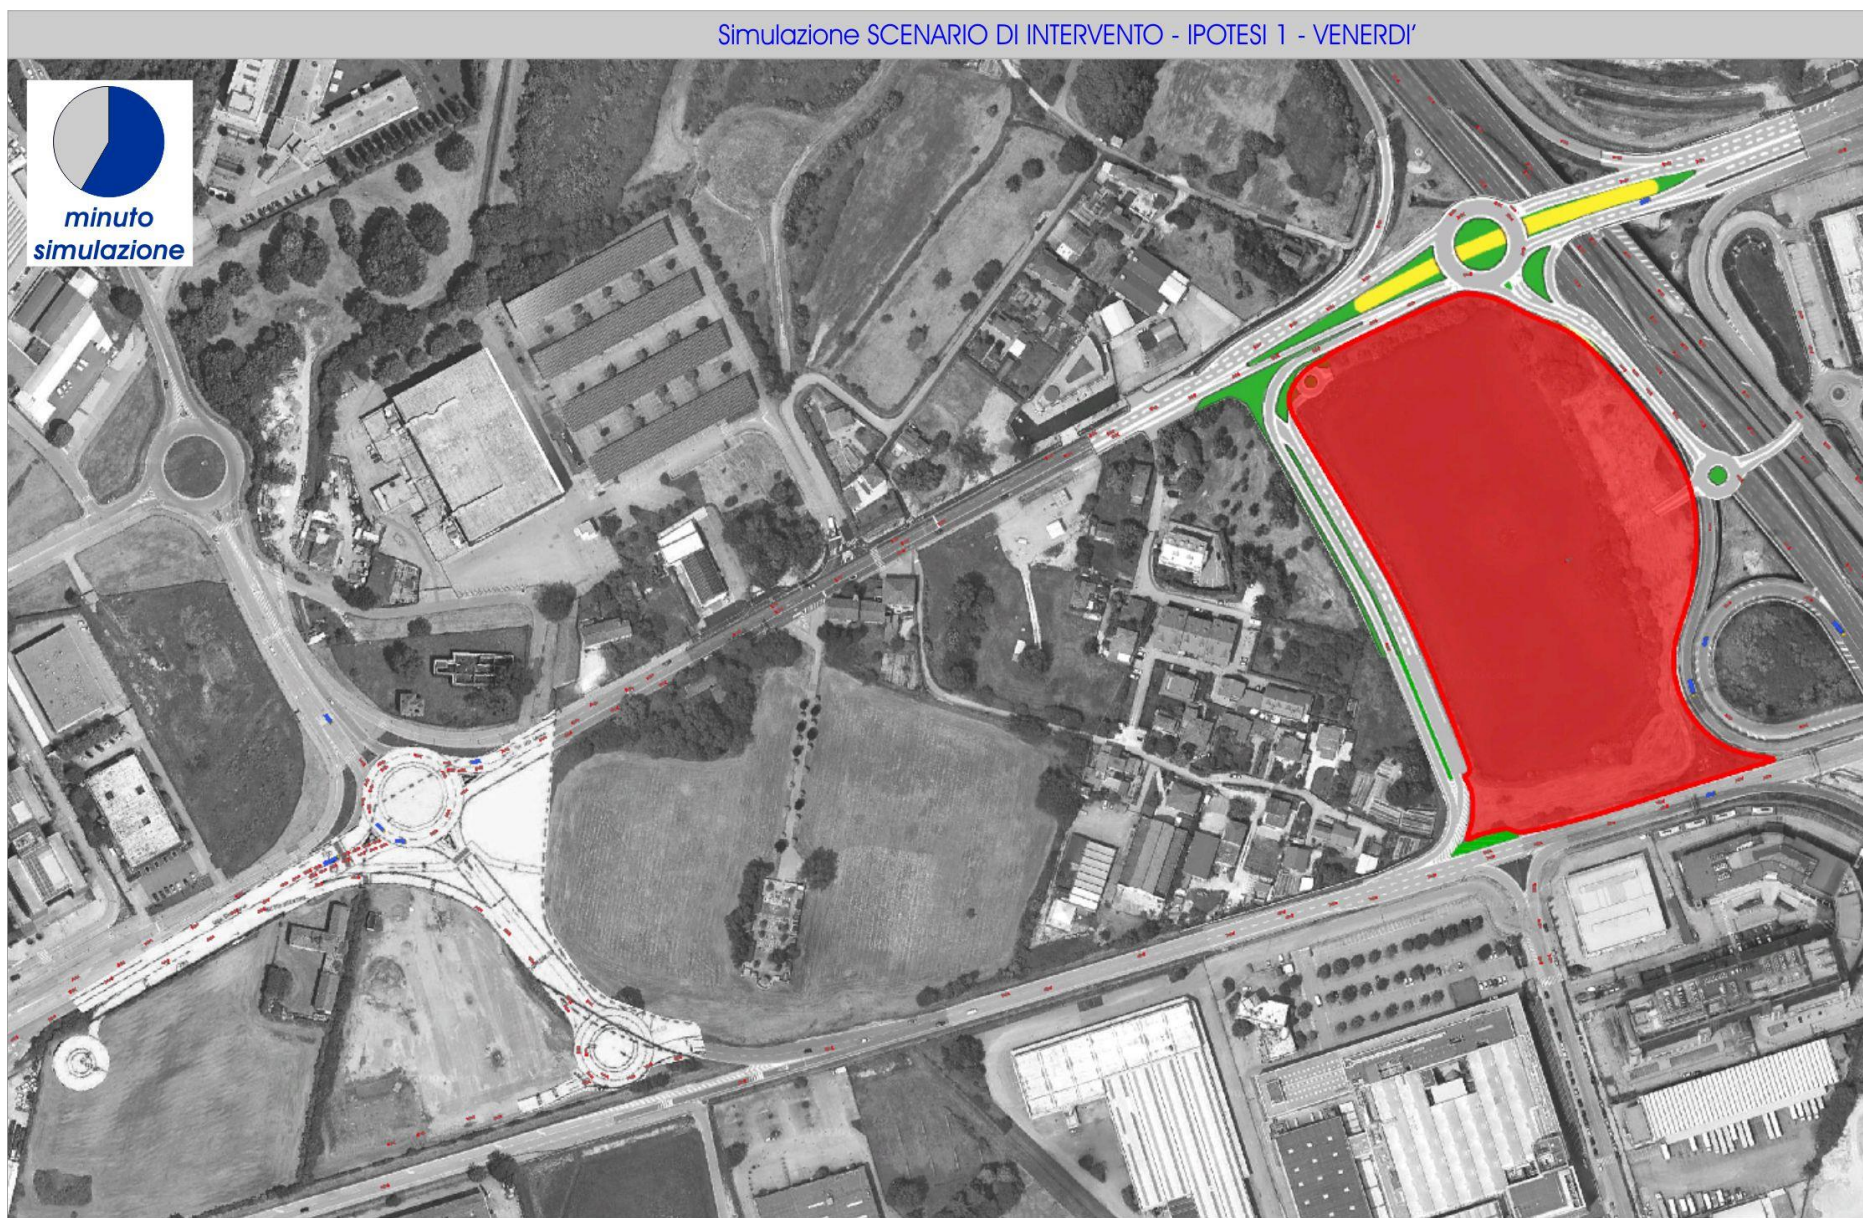 Simulazione SCENARIO DI INTERVENTO - IPOTESI 1 - VENERDI'
minuto
simulazione